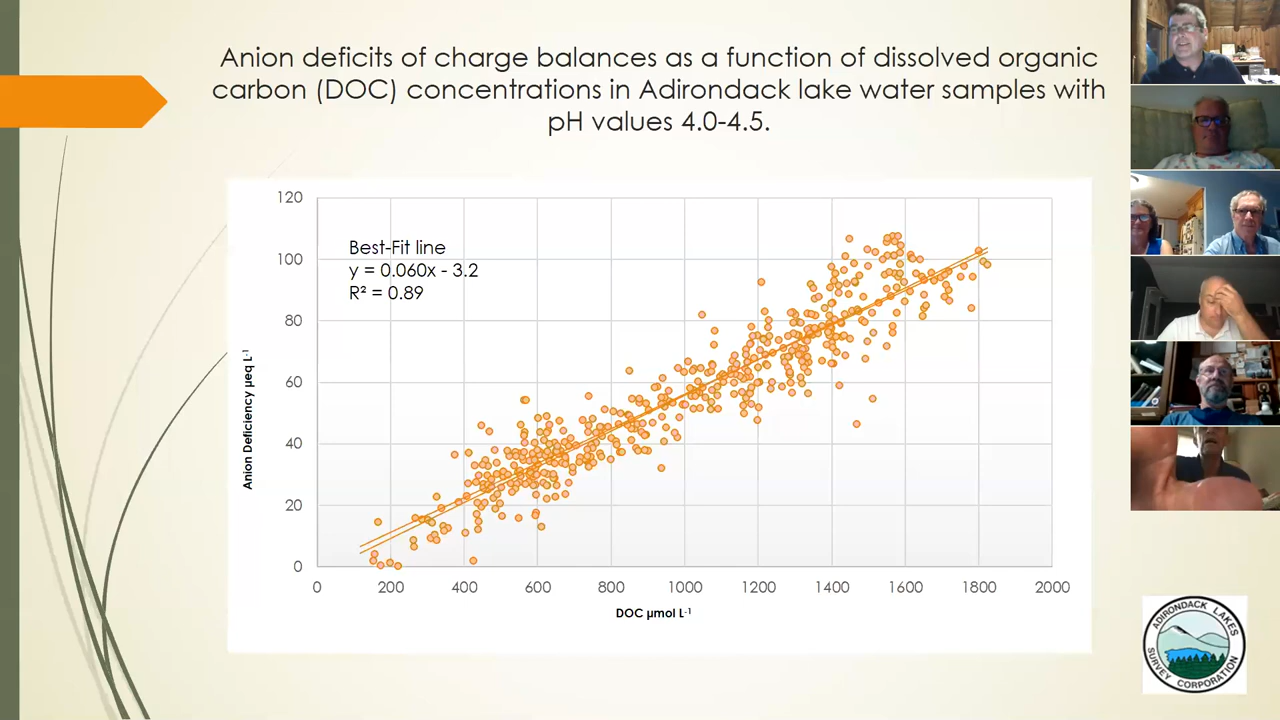 Anion deficits of charge balances as a function of dissolved organic
carbon (DOC) concentrations in Adirondack lake water samples with
pH values 4.0-4.5.
120
100
80
60
40
20
0
Best-Fit line
y = 0.060x - 3.2
R² = 0.89
Anion Deficiency µeq L⁻¹
0 200 400 600 800 1000 1200 1400 1600 1800 2000
DOC µmol L⁻¹
ADIRONDACK LAKES
SURVEY CORPORATION